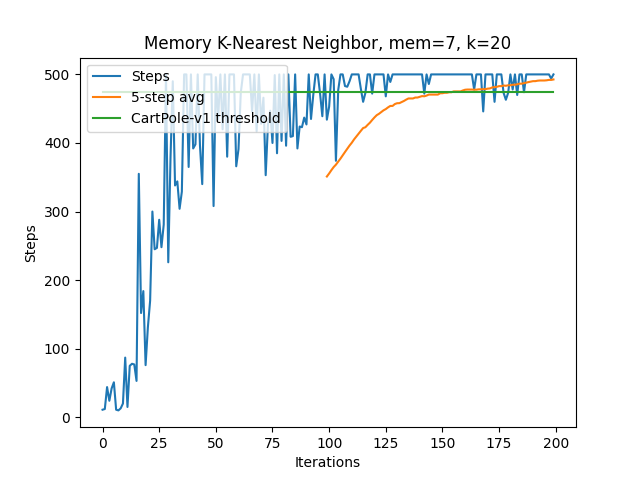 Memory K-Nearest Neighbor, mem=7, k=20
Steps
5-step avg
CartPole-v1 threshold
500
400
300
200
100
0
Steps
0 25 50 75 100 125 150 175 200
Iterations